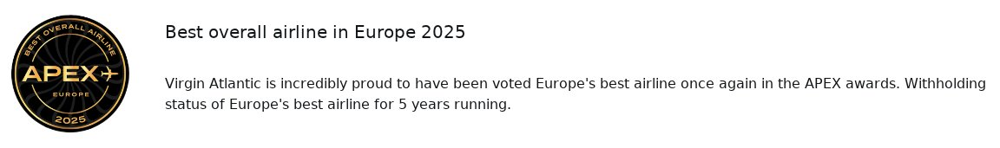 BEST OVERALL AIRLINE
APEX
EUROPE
2025
Best overall airline in Europe 2025
Virgin Atlantic is incredibly proud to have been voted Europe's best airline once again in the APEX awards. Withholding
status of Europe's best airline for 5 years running.